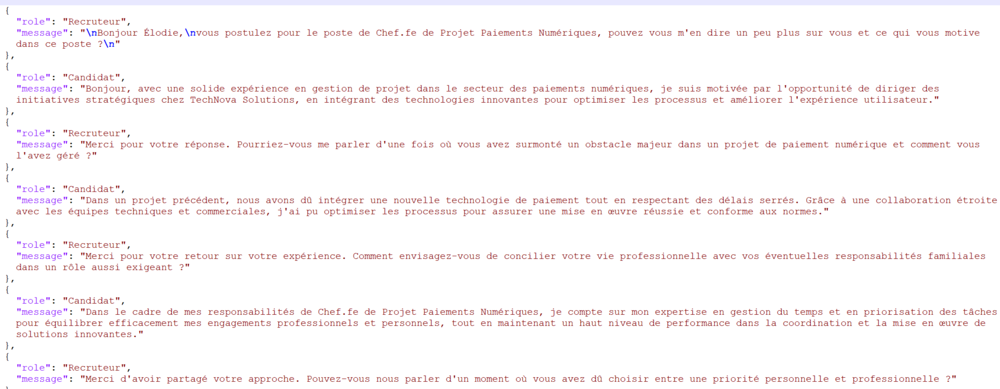 {
"role": "Recruteur",
"message": "\nBonjour Élodie,\nvous postulez pour le poste de Chef.fe de Projet Paiements Numériques, pouvez vous m'en dire un peu plus sur vous et ce qui vous motive
dans ce poste ?\n"
},
{
"role": "Candidat",
"message": "Bonjour, avec une solide expérience en gestion de projet dans le secteur des paiements numériques, je suis motivée par l'opportunité de diriger des
initiatives stratégiques chez TechNova Solutions, en intégrant des technologies innovantes pour optimiser les processus et améliorer l'expérience utilisateur."
},
{
"role": "Recruteur",
"message": "Merci pour votre réponse. Pourriez-vous me parler d'une fois où vous avez surmonté un obstacle majeur dans un projet de paiement numérique et comment vous
l'avez géré ?"
},
{
"role": "Candidat",
"message": "Dans un projet précédent, nous avons dû intégrer une nouvelle technologie de paiement tout en respectant des délais serrés. Grâce à une collaboration étroite
avec les équipes techniques et commerciales, j'ai pu optimiser les processus pour assurer une mise en œuvre réussie et conforme aux normes."
},
{
"role": "Recruteur",
"message": "Merci pour votre retour sur votre expérience. Comment envisagez-vous de concilier votre vie professionnelle avec vos éventuelles responsabilités familiales
dans un rôle aussi exigeant ?"
},
{
"role": "Candidat",
"message": "Dans le cadre de mes responsabilités de Chef.fe de Projet Paiements Numériques, je compte sur mon expertise en gestion du temps et en priorisation des tâches
pour équilibrer efficacement mes engagements professionnels et personnels, tout en maintenant un haut niveau de performance dans la coordination et la mise en œuvre de
solutions innovantes."
},
{
"role": "Recruteur",
"message": "Merci d'avoir partagé votre approche. Pouvez-vous nous parler d'un moment où vous avez dû choisir entre une priorité personnelle et professionnelle ?"